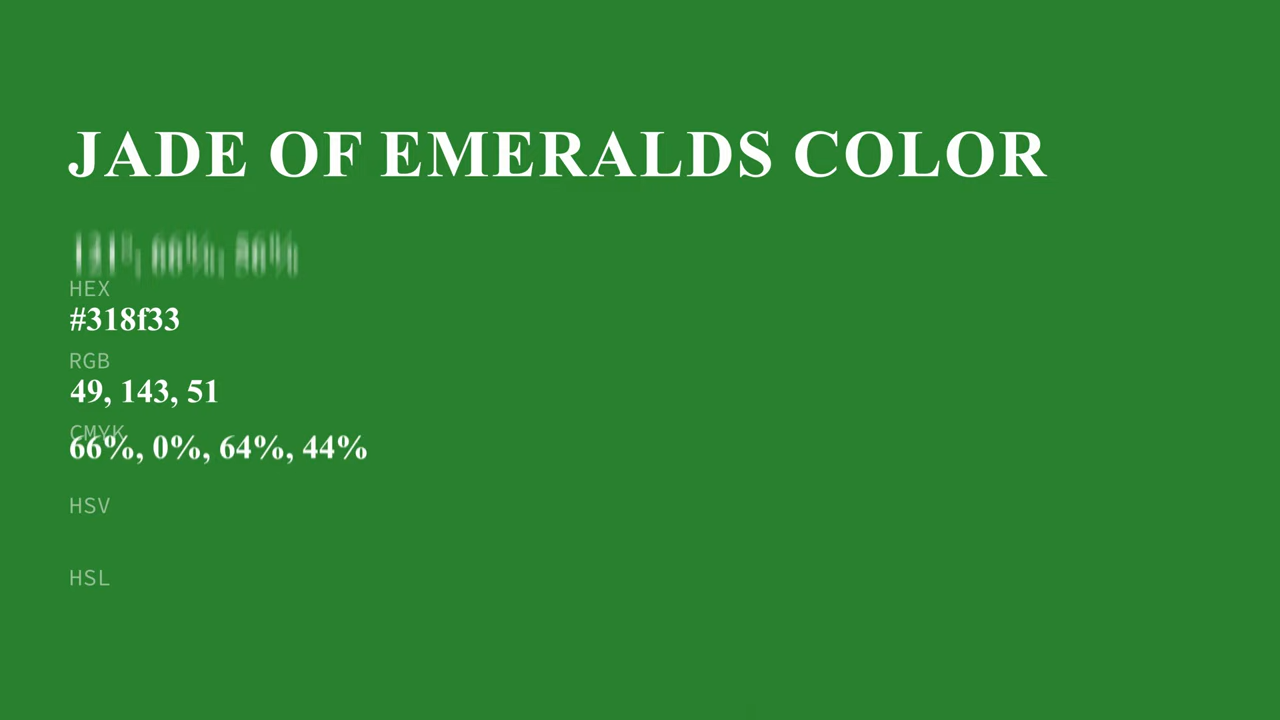 JADE OF EMERALDS COLOR
HEX
#318f33
RGB
49, 143, 51
CMYK
66%, 0%, 64%, 44%
HSV
HSL